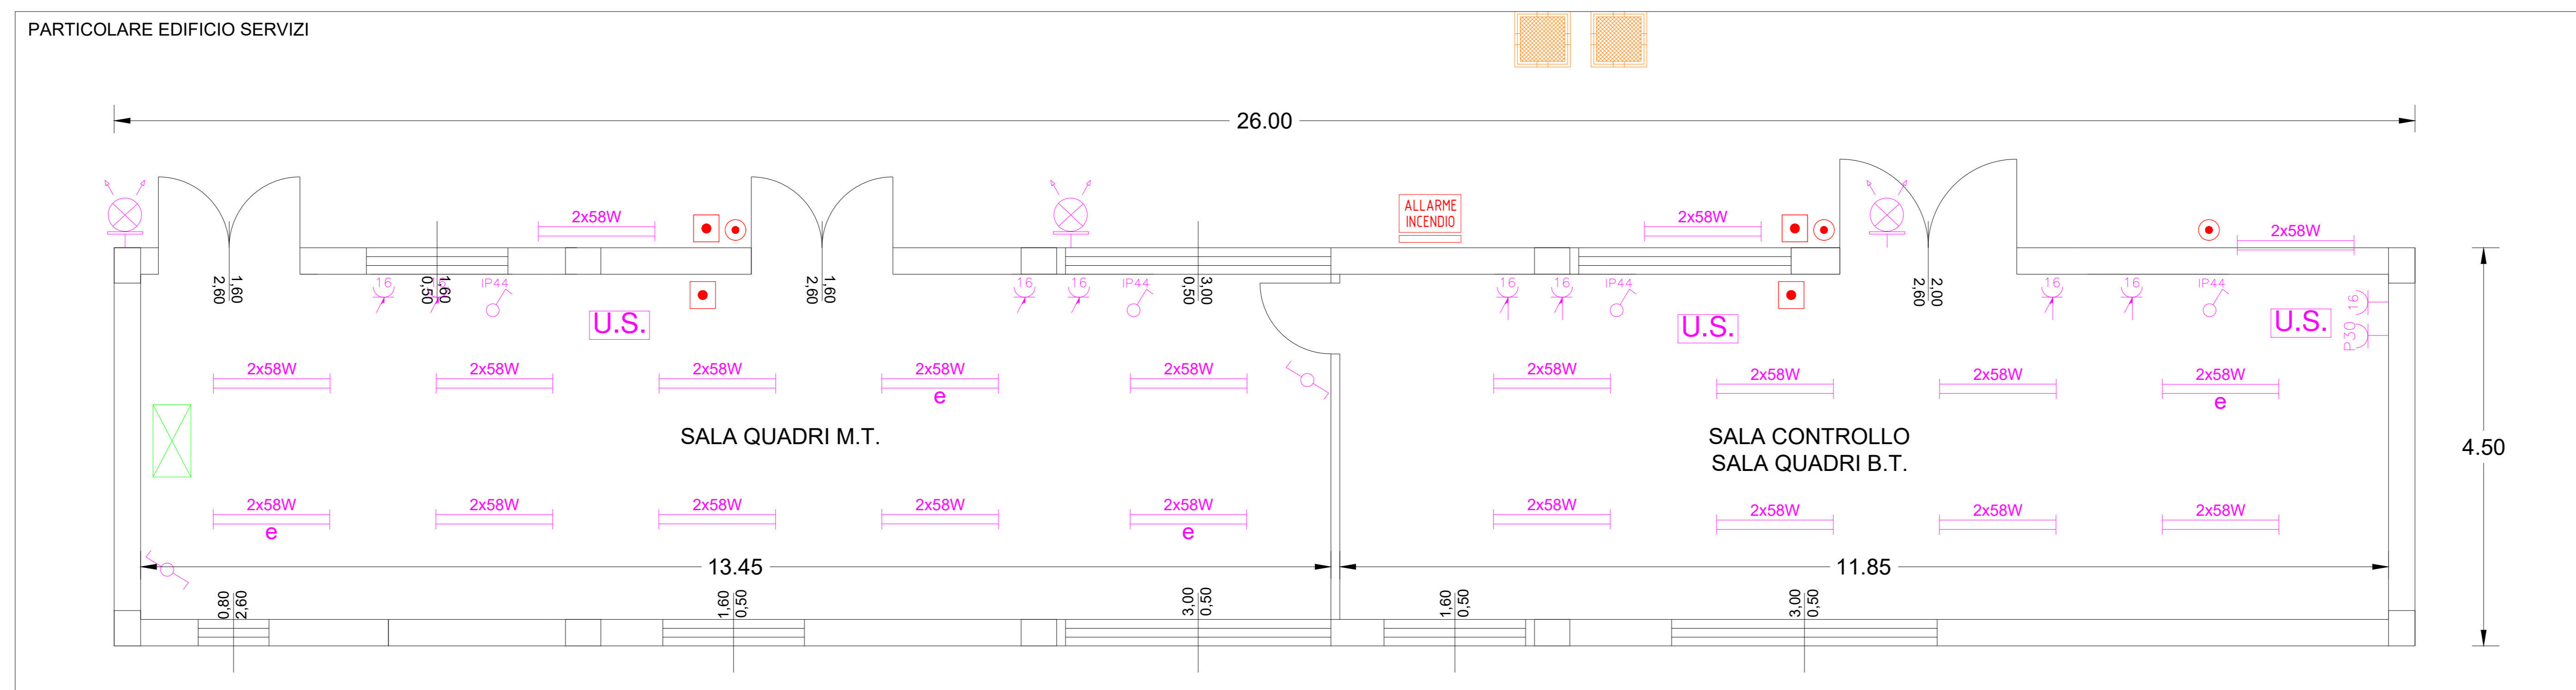 PARTICOLARE EDIFICIO SERVIZI
26.00
2x58W
ALLARME
INCENDIO
2x58W
2x58W
1,60
2,60
1,60
0,50
1,60
2,60
3,00
0,50
2,00
2,60
16
16
IP44
16
16
IP44
16
16
IP44
16
16
IP44
16
P30
U.S.
U.S.
U.S.
2x58W
2x58W
2x58W
2x58W
e
2x58W
2x58W
2x58W
2x58W
2x58W
e
SALA QUADRI M.T.
SALA CONTROLLO
SALA QUADRI B.T.
4.50
2x58W
e
2x58W
2x58W
2x58W
2x58W
e
2x58W
2x58W
2x58W
2x58W
13.45
11.85
0,80
2,60
1,60
0,50
3,00
0,50
1,60
0,50
3,00
0,50